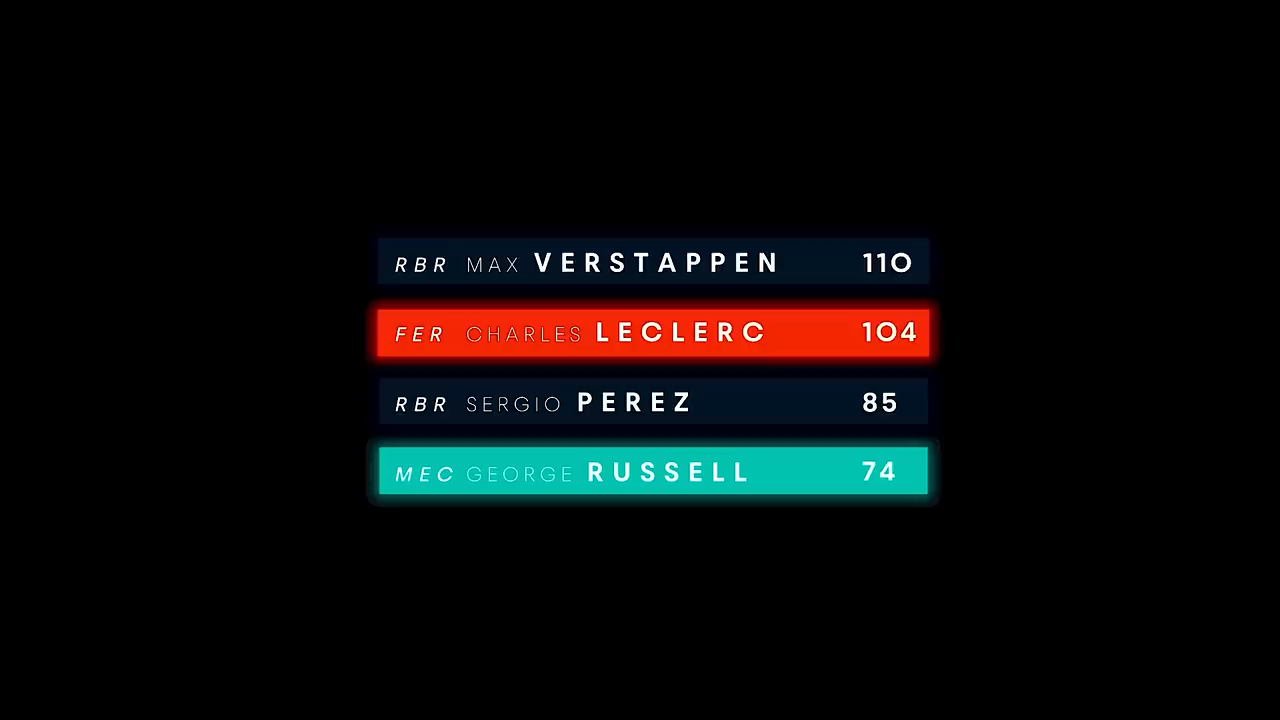 RBR MAX VERSTAPPEN 110
FER CHARLES LECLERC 104
RBR SERGIO PEREZ 85
MEC GEORGE RUSSELL 74